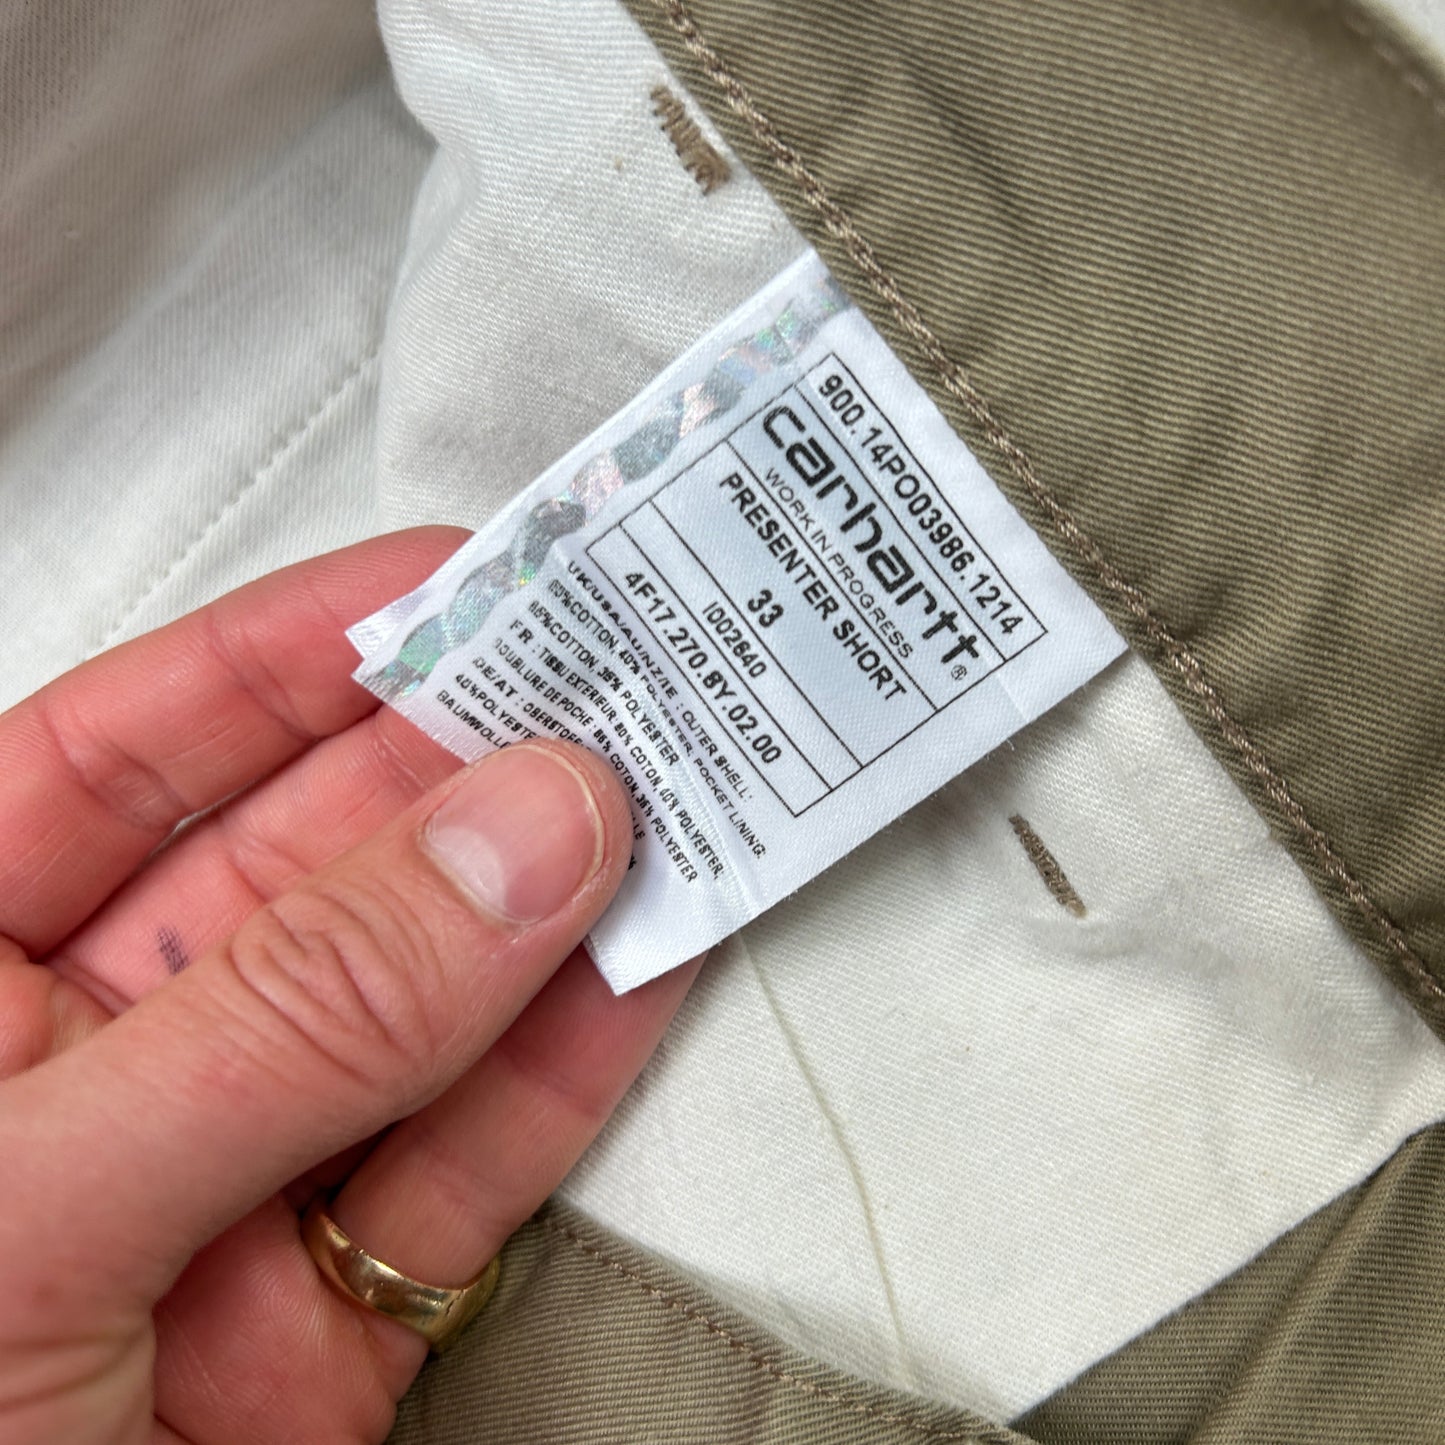 900.14PO03986.1214
carhartt®
WORK IN PROGRESS
PRESENTER SHORT
33
I002640
4F17.270.8Y.02.00
UK/USA/AU/NZ/IE : OUTER SHELL:
60%COTTON, 40% POLYESTER, POCKET LINING:
65%COTTON, 35% POLYESTER
FR : TISSU EXTERIEUR: 60% COTON, 40% POLYESTER,
DOUBLURE DE POCHE : 65% COTON, 35% POLYESTER
DE/AT : OBERSTOFF
40%POLYESTER
BAUMWOLLE